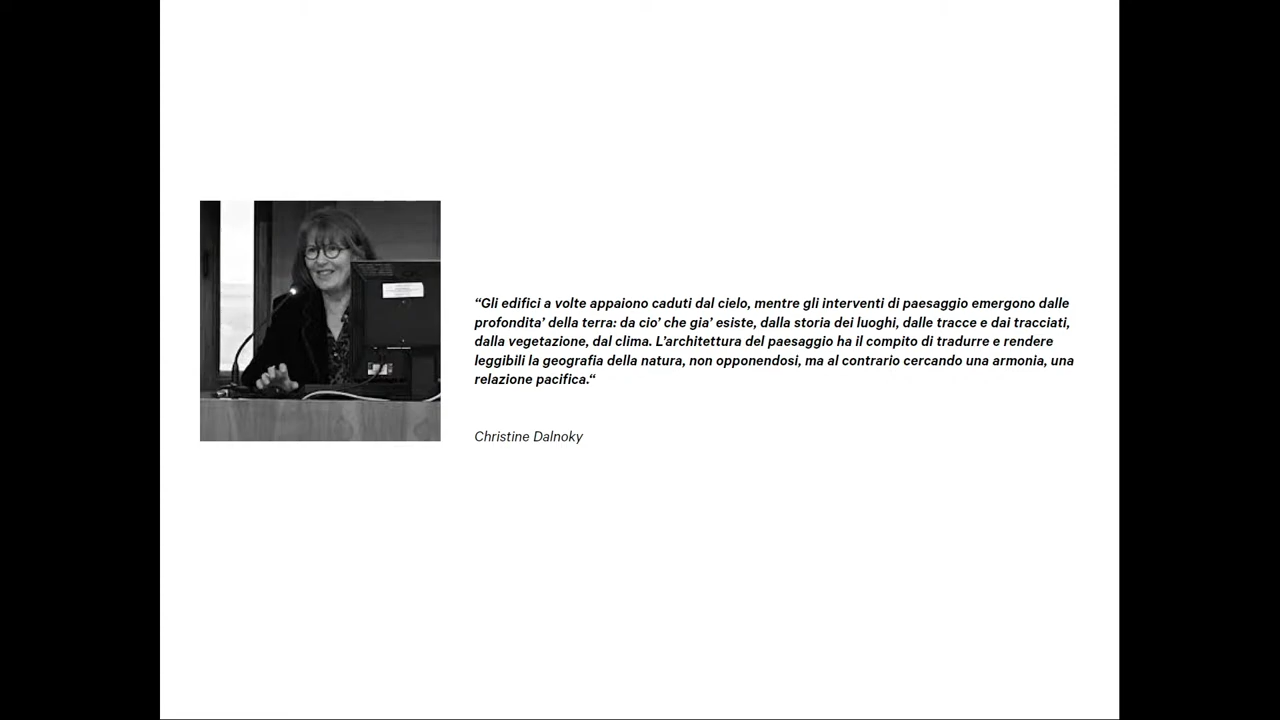 “Gli edifici a volte appaiono caduti dal cielo, mentre gli interventi di paesaggio emergono dalle
profondita’ della terra: da cio’ che gia’ esiste, dalla storia dei luoghi, dalle tracce e dai tracciati,
dalla vegetazione, dal clima. L’architettura del paesaggio ha il compito di tradurre e rendere
leggibili la geografia della natura, non opponendosi, ma al contrario cercando una armonia, una
relazione pacifica.“
Christine Dalnoky